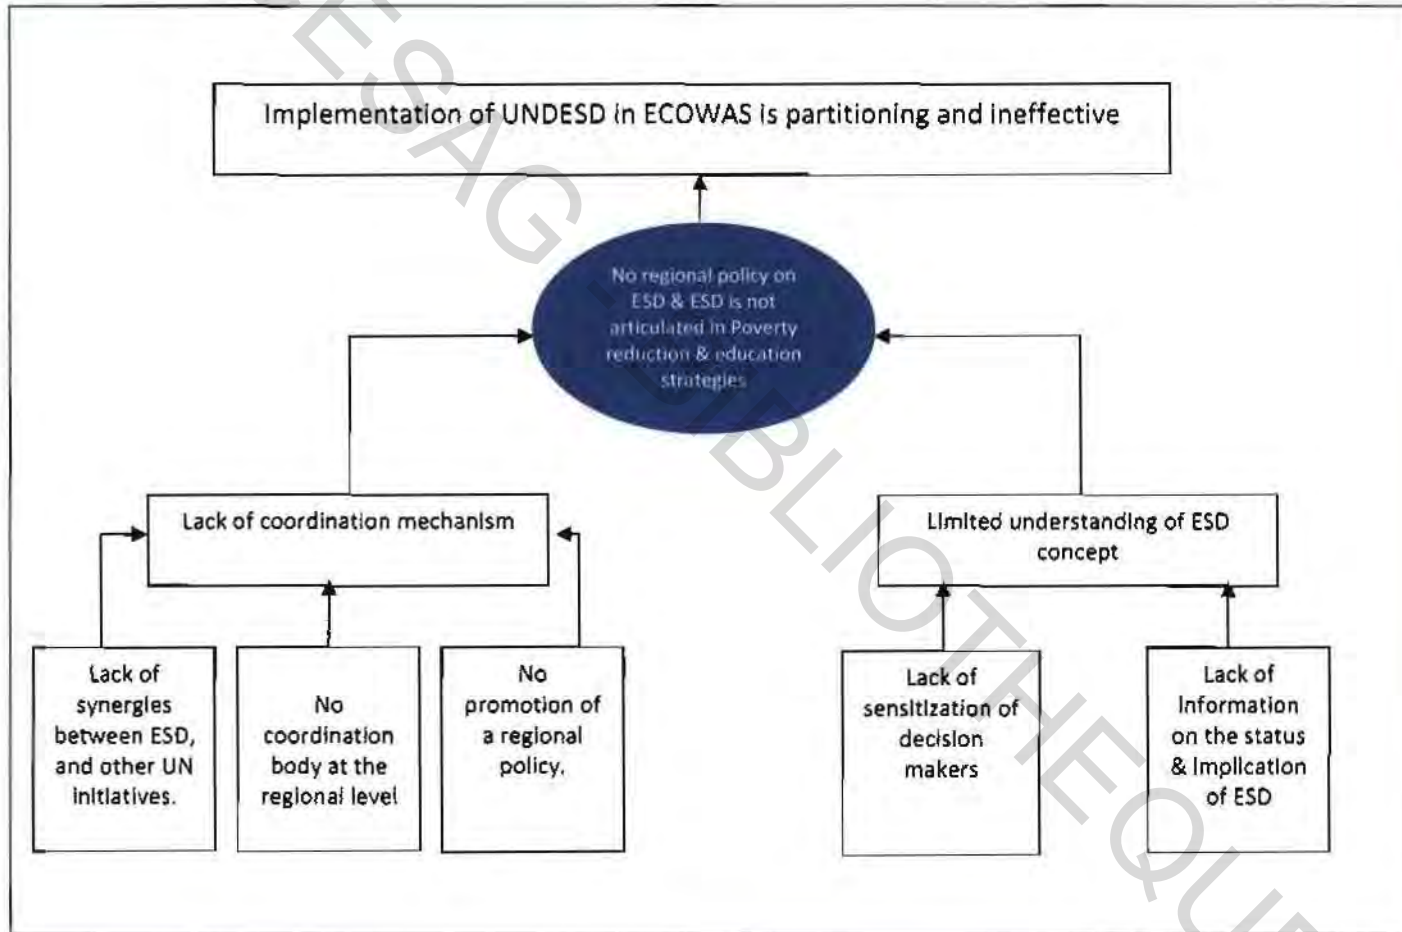 CESAG - BIBLIOTHEQUE
Implementation of UNDESD in ECOWAS is partitioning and ineffective
No regional policy on
ESD & ESD is not
articulated in Poverty
reduction & education
strategies
Lack of coordination mechanism
Limited understanding of ESD
concept
Lack of
synergies
between ESD,
and other UN
initiatives.
No
coordination
body at the
regional level
No
promotion of
a regional
policy.
Lack of
sensitization of
decision
makers
Lack of
Information
on the status
& implication
of ESD